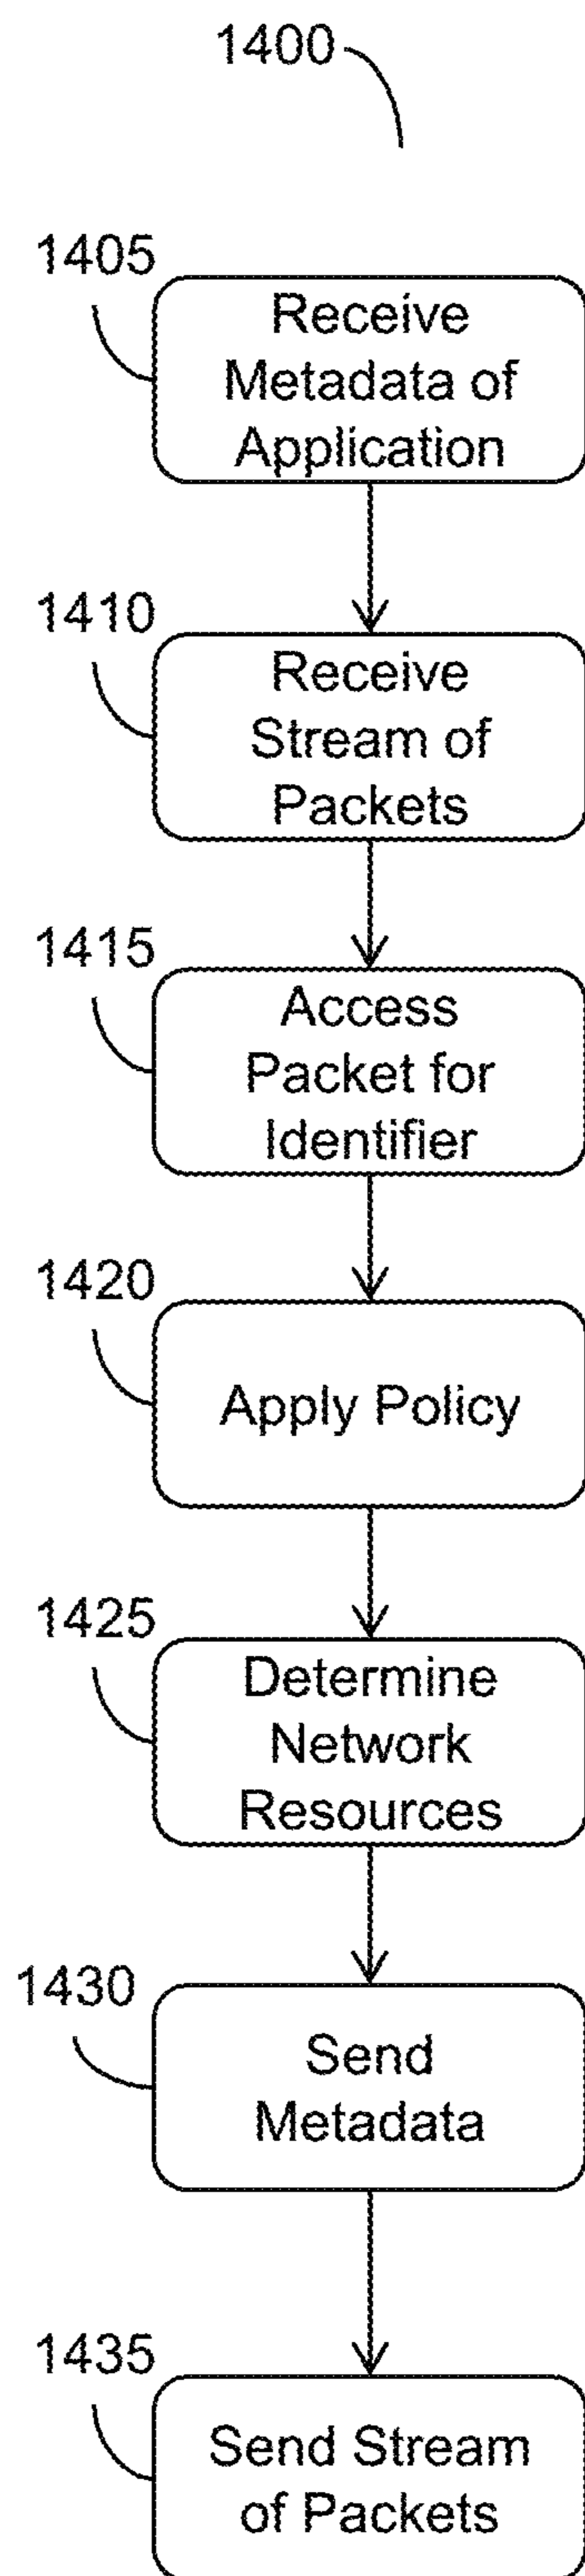 1400
1405
Receive
Metadata of
Application
1410
Receive
Stream of
Packets
1415
Access
Packet for
Identifier
1420
Apply Policy
1425
Determine
Network
Resources
1430
Send
Metadata
1435
Send Stream
of Packets